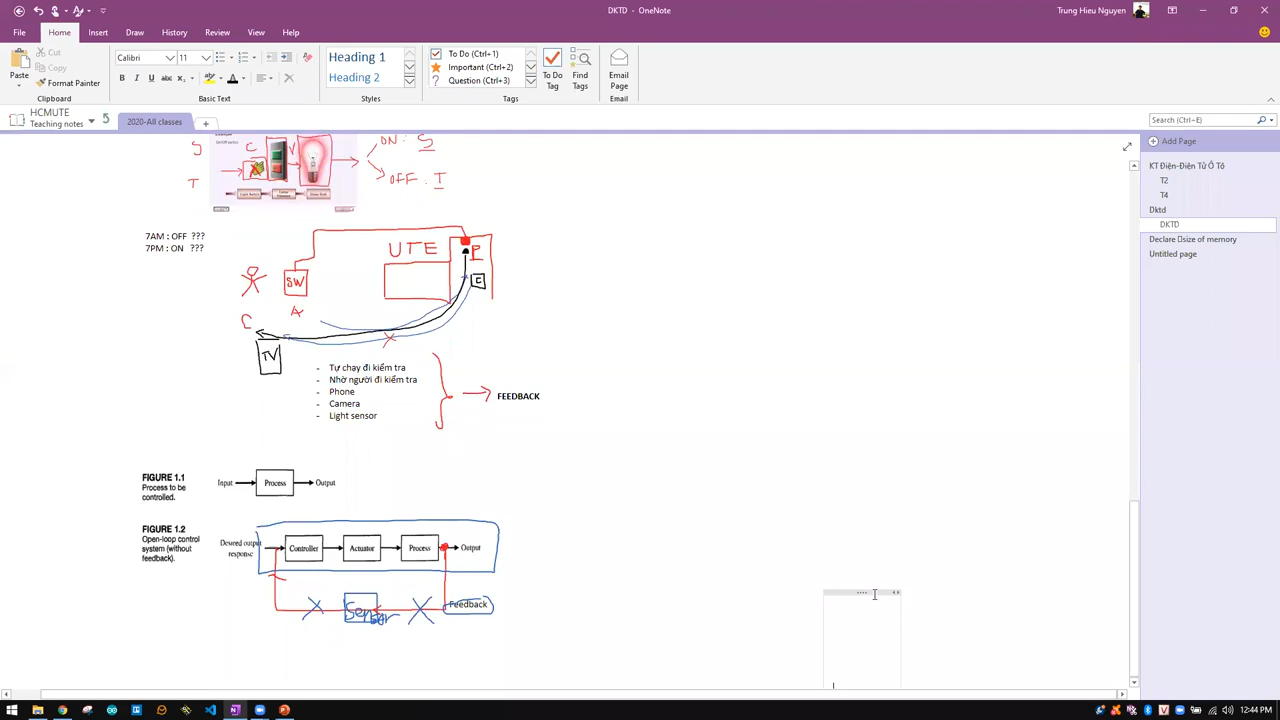 DKTD - OneNote
Trung Hieu Nguyen
File Home Insert Draw History Review View Help
Paste
Cut
Copy
Format Painter
Clipboard
Calibri 11
B I U abc X₂ A
Basic Text
Heading 1
Heading 2
Styles
To Do (Ctrl+1)
Important (Ctrl+2)
Question (Ctrl+3)
Tags
To Do Tag
Find Tags
Email Page
Email
HCMUTE
Teaching notes
2020-All classes
Search (Ctrl+E)
Add Page
KT Điện-Điện Tử Ô Tô
T2
T4
Dktd
DKTD
Declare size of memory
Untitled page
S C V ON : S
T OFF : T
7AM : OFF ???
7PM : ON ???
UTE
P
SW
A
C
TV
- Tự chạy đi kiểm tra
- Nhờ người đi kiểm tra
- Phone
- Camera
- Light sensor
FEEDBACK
FIGURE 1.1
Process to be
controlled.
Input Process Output
FIGURE 1.2
Open-loop control
system (without
feedback).
Desired output
response
Controller Actuator Process Output
Sensor
Feedback
12:44 PM